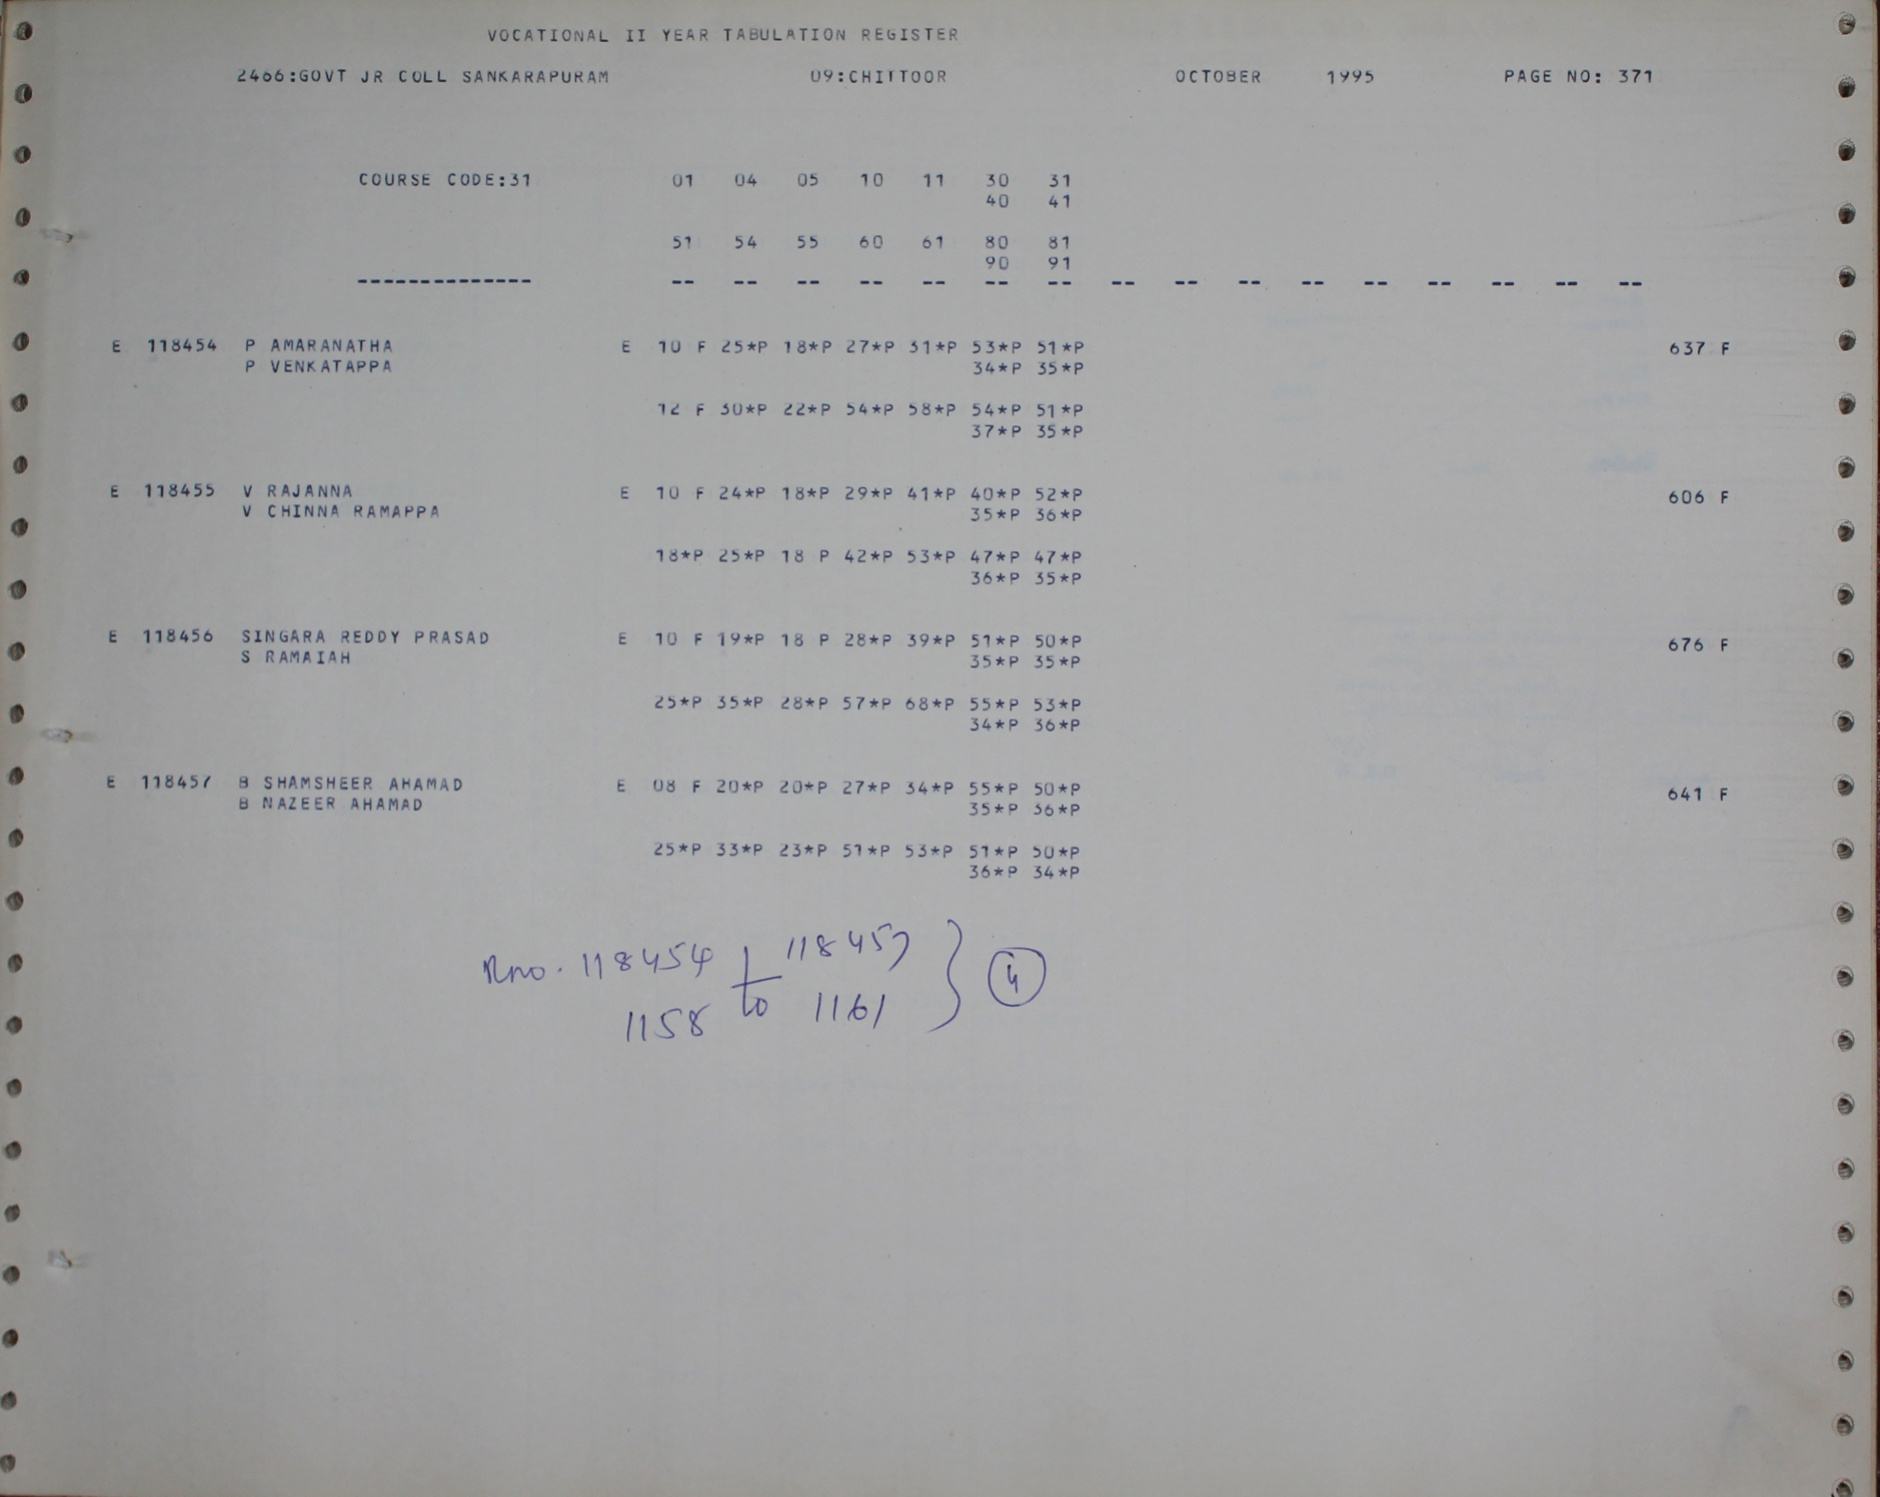 VOCATIONAL II YEAR TABULATION REGISTER
2466:GOVT JR COLL SANKARAPURAM 09:CHITTOOR OCTOBER 1995 PAGE NO: 371
COURSE CODE:31 01 04 05 10 11 30 31
40 41
51 54 55 60 61 80 81
90 91
-------------- -- -- -- -- -- -- -- -- -- -- -- -- -- -- -- --
E 118454 P AMARANATHA E 10 F 25*P 18*P 27*P 31*P 53*P 51*P 637 F
P VENKATAPPA 34*P 35*P
12 F 30*P 22*P 54*P 58*P 54*P 51*P
37*P 35*P
E 118455 V RAJANNA E 10 F 24*P 18*P 29*P 41*P 40*P 52*P 606 F
V CHINNA RAMAPPA 35*P 36*P
18*P 25*P 18 P 42*P 53*P 47*P 47*P
36*P 35*P
E 118456 SINGARA REDDY PRASAD E 10 F 19*P 18 P 28*P 39*P 51*P 50*P 676 F
S RAMAIAH 35*P 35*P
25*P 35*P 28*P 57*P 68*P 55*P 53*P
34*P 36*P
E 118457 B SHAMSHEER AHAMAD E 08 F 20*P 20*P 27*P 34*P 55*P 50*P 641 F
B NAZEER AHAMAD 35*P 36*P
25*P 33*P 23*P 51*P 53*P 51*P 50*P
36*P 34*P
Rno. 118454 to 118457 } 4
1158 to 1161